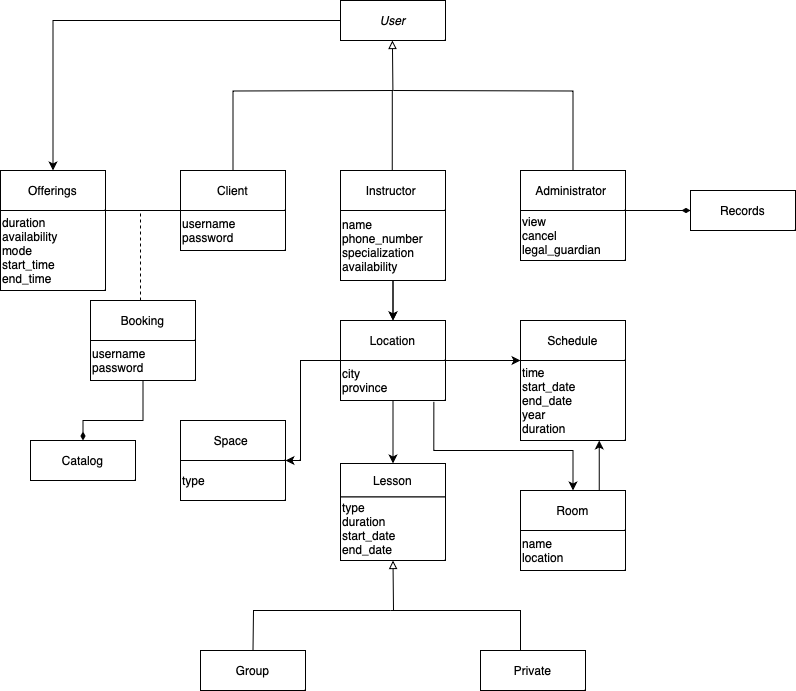 User
Offerings
duration
availability
mode
start_time
end_time
Client
username
password
Instructor
name
phone_number
specialization
availability
Administrator
view
cancel
legal_guardian
Records
Booking
username
password
Location
city
province
Schedule
time
start_date
end_date
year
duration
Catalog
Space
type
Lesson
type
duration
start_date
end_date
Room
name
location
Group
Private